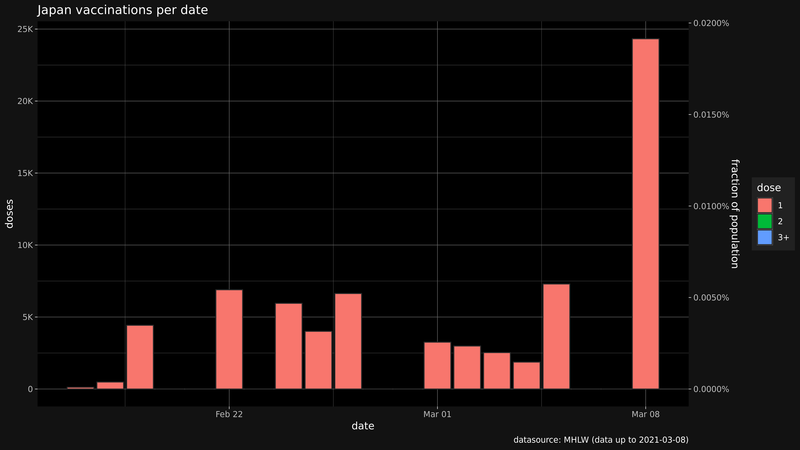 Japan vaccinations per date
25K
20K
15K
10K
5K
0
doses
0.0200%
0.0150%
0.0100%
0.0050%
0.0000%
fraction of population
dose
1
2
3+
Feb 22
Mar 01
Mar 08
date
datasource: MHLW (data up to 2021-03-08)